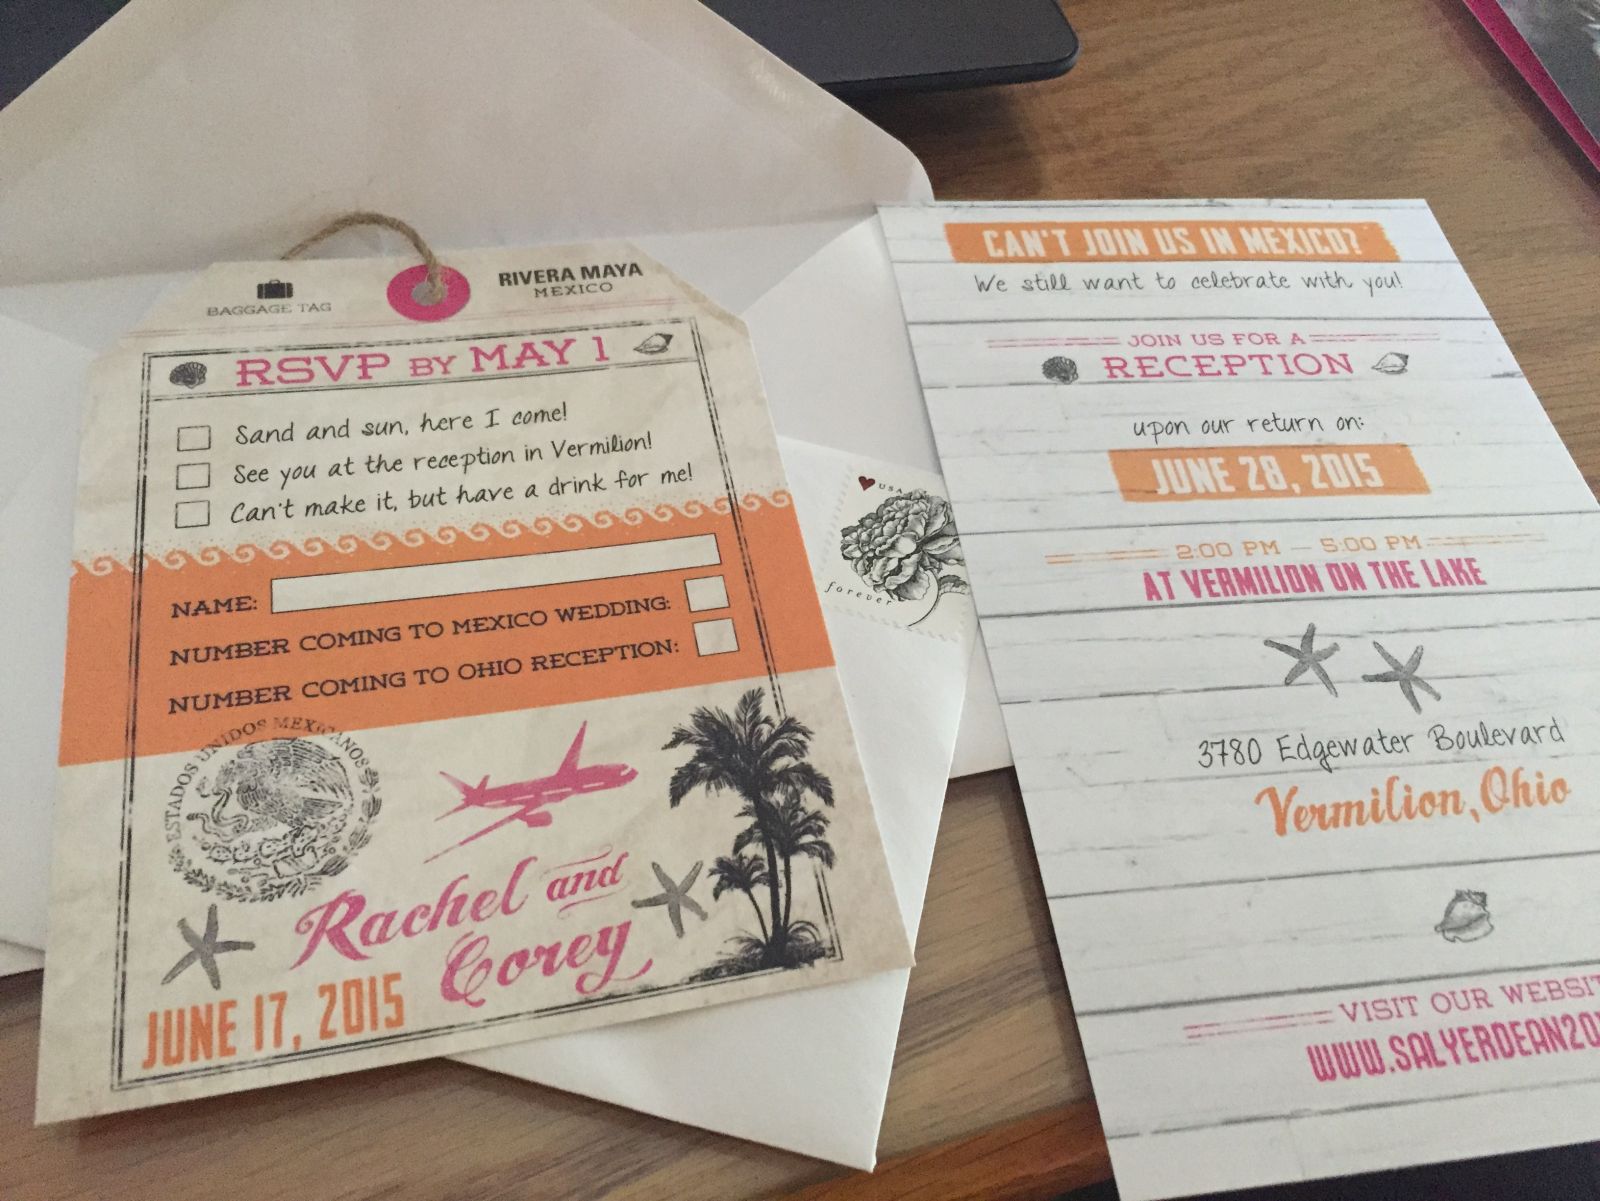 BAGGAGE TAG
RIVERA MAYA
MEXICO
RSVP BY MAY 1
Sand and sun, here I come!
See you at the reception in Vermilion!
Can't make it, but have a drink for me!
NAME:
NUMBER COMING TO MEXICO WEDDING:
NUMBER COMING TO OHIO RECEPTION:
ESTADOS UNIDOS MEXICANOS
Rachel and
Corey
JUNE 17, 2015
USA
forever
CAN'T JOIN US IN MEXICO?
We still want to celebrate with you!
JOIN US FOR A
RECEPTION
upon our return on:
JUNE 28, 2015
2:00 PM — 5:00 PM
AT VERMILION ON THE LAKE
3780 Edgewater Boulevard
Vermilion, Ohio
VISIT OUR WEBSIT
WWW.SALYERDEAN20